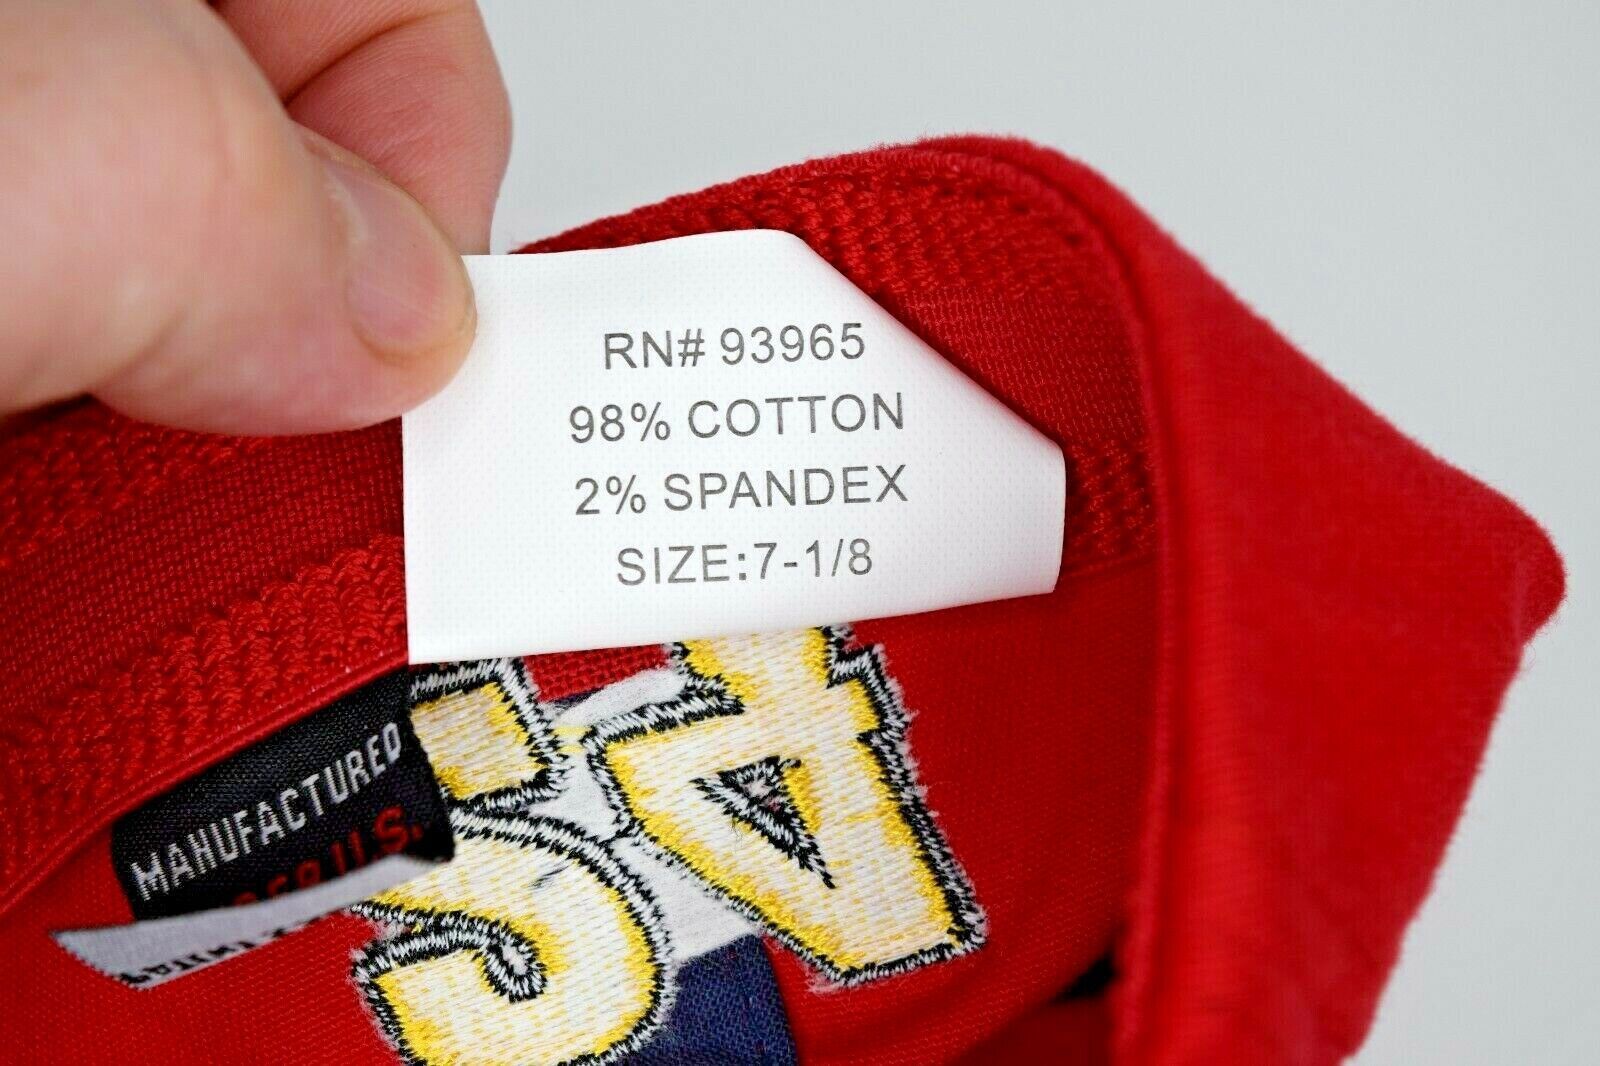 RN# 93965
98% COTTON
2% SPANDEX
SIZE:7-1/8
MANUFACTURED
U.S.